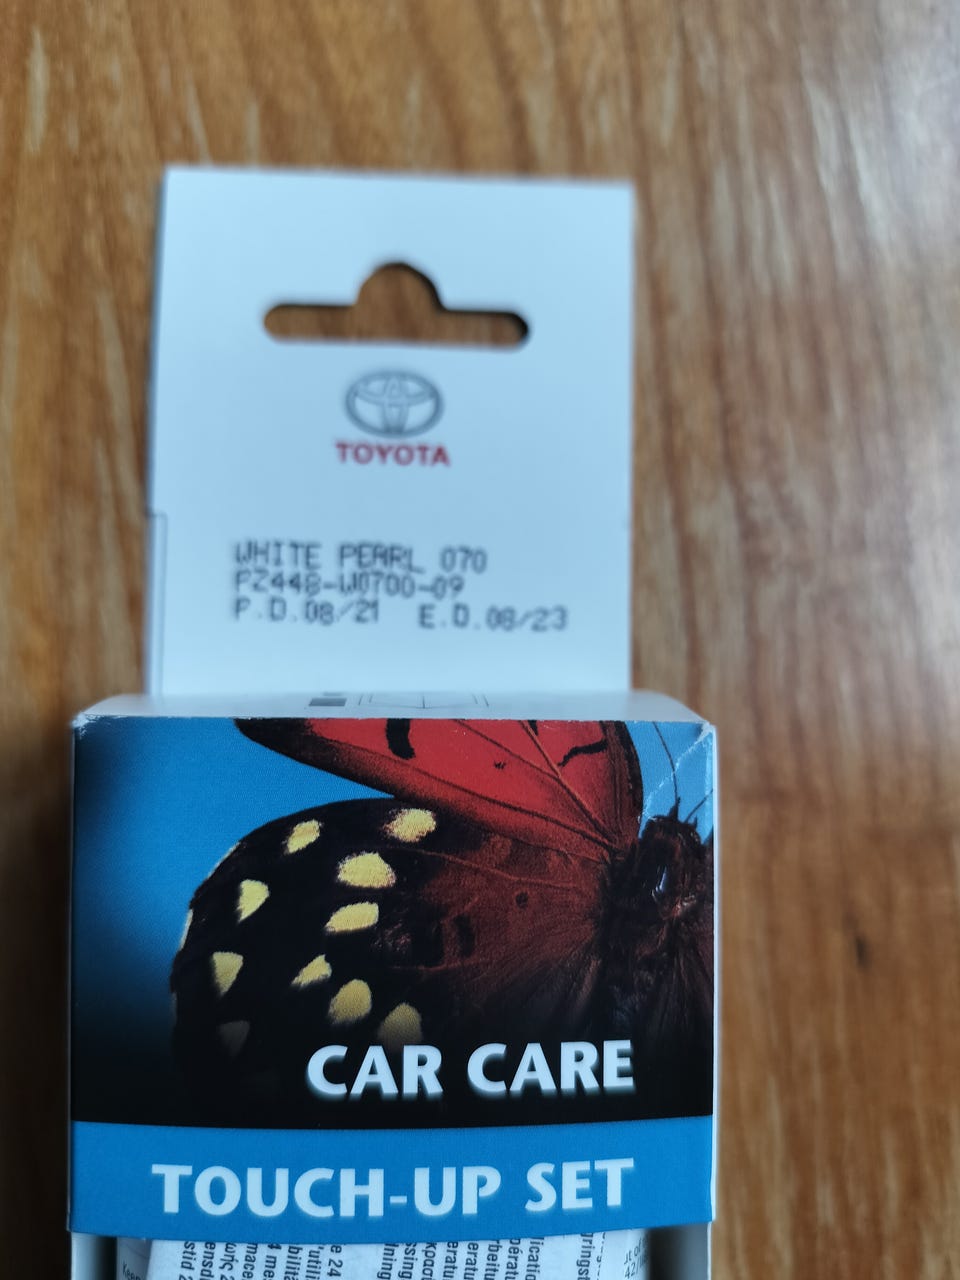 TOYOTA
WHITE PEARL 070
PZ448-W0700-09
P.D.08/21 E.D.08/23
CAR CARE
TOUCH-UP SET